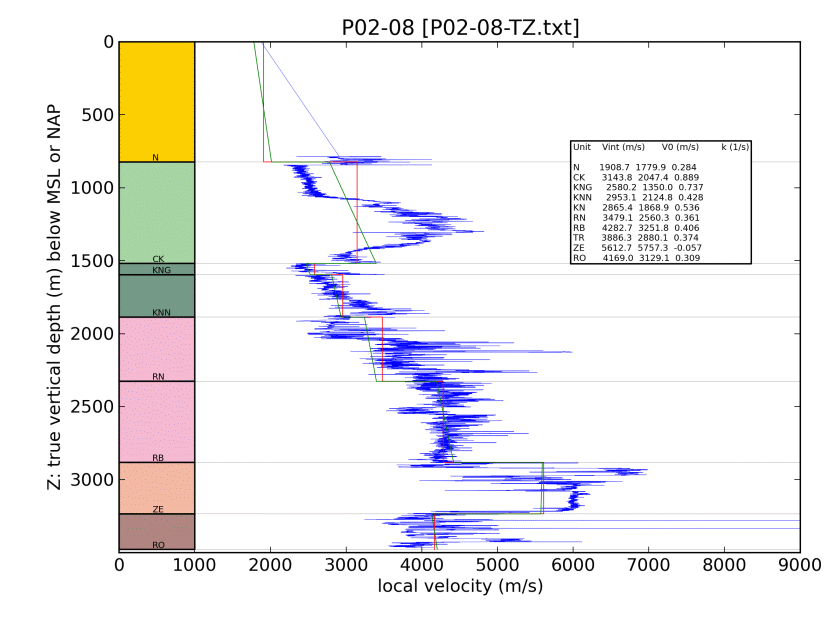 P02-08 [P02-08-TZ.txt]
0
500
1000
1500
2000
2500
3000
Z: true vertical depth (m) below MSL or NAP
N
CK
KNG
KNN
RN
RB
ZE
RO
Unit Vint (m/s) V0 (m/s) k (1/s)
N 1908.7 1779.9 0.284
CK 3143.8 2047.4 0.889
KNG 2580.2 1350.0 0.737
KNN 2953.1 2124.8 0.428
KN 2865.4 1868.9 0.536
RN 3479.1 2560.3 0.361
RB 4282.7 3251.8 0.406
TR 3886.3 2880.1 0.374
ZE 5612.7 5757.3 -0.057
RO 4169.0 3129.1 0.309
0 1000 2000 3000 4000 5000 6000 7000 8000 9000
local velocity (m/s)